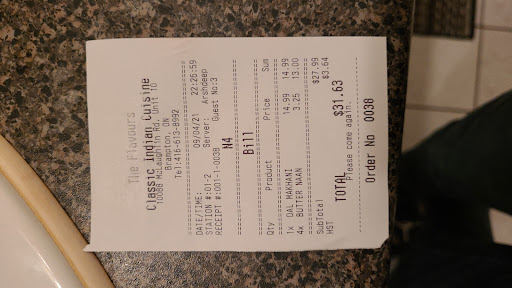 The Flavours
Classic Indian Cuisine
10088 McLaughlin Rd. Unit 10
Brampton, ON
Tel:416-613-8992
DATE/TIME: 09/04/21 22:26:59
STATION #:01-2 Server: Arshdeep
RECEIPT #:001-1-0038 Guest No:3
N4
Bill
Qty Product Price Sum
1x DAL MAKHANI 14.99 14.99
4x BUTTER NAAN 3.25 13.00
Subtotal $27.99
HST $3.64
TOTAL $31.63
Please come again.
Order No 0038